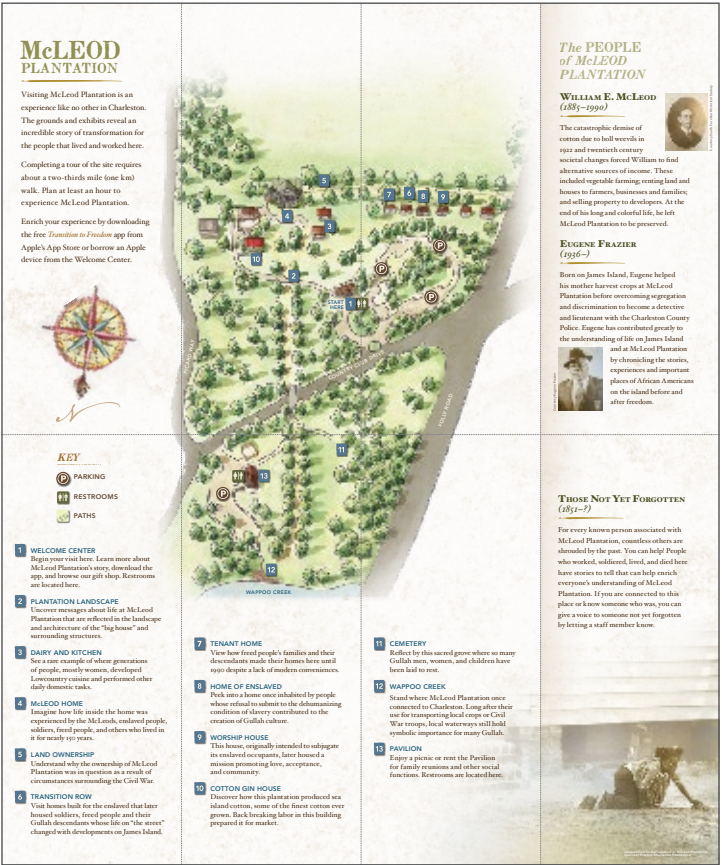 McLEOD
PLANTATION
Visiting McLeod Plantation is an
experience like no other in Charleston.
The grounds and exhibits reveal an
incredible story of transformation for
the people that lived and worked here.
Completing a tour of the site requires
about a two-thirds mile (one km)
walk. Plan at least an hour to
experience McLeod Plantation.
Enrich your experience by downloading
the free Transition to Freedom app from
Apple's App Store or borrow an Apple
device from the Welcome Center.
N
KEY
P PARKING
RESTROOMS
PATHS
1 WELCOME CENTER
Begin your visit here. Learn more about
McLeod Plantation's story, download the
app, and browse our gift shop. Restrooms
are located here.
2 PLANTATION LANDSCAPE
Uncover messages about life at McLeod
Plantation that are reflected in the landscape
and architecture of the "big house" and
surrounding structures.
3 DAIRY AND KITCHEN
See a rare example of where generations
of people, mostly women, developed
Lowcountry cuisine and performed other
daily domestic tasks.
4 McLEOD HOME
Imagine how life inside the home was
experienced by the McLeods, enslaved people,
soldiers, freed people, and others who lived in
it for nearly 150 years.
5 LAND OWNERSHIP
Understand why the ownership of McLeod
Plantation was in question as a result of
circumstances surrounding the Civil War.
6 TRANSITION ROW
Visit homes built for the enslaved that later
housed soldiers, freed people and their
Gullah descendants whose life on "the street"
changed with developments on James Island.
5
7
6
8
9
4
3
10
2
P
P
P
START
HERE
1
COUNTRY CLUB
FOLLY ROAD
11
13
P
12
WAPPOO CREEK
7 TENANT HOME
View how freed people's families and their
descendants made their homes here until
1990 despite a lack of modern conveniences.
8 HOME OF ENSLAVED
Peek into a home once inhabited by people
whose refusal to submit to the dehumanizing
condition of slavery contributed to the
creation of Gullah culture.
9 WORSHIP HOUSE
This house, originally intended to subjugate
its enslaved occupants, later housed a
mission promoting love, acceptance,
and community.
10 COTTON GIN HOUSE
Discover how this plantation produced sea
island cotton, some of the finest cotton ever
grown. Back breaking labor in this building
prepared it for market.
11 CEMETERY
Reflect by this sacred grove where so many
Gullah men, women, and children have
been laid to rest.
12 WAPPOO CREEK
Stand where McLeod Plantation once
connected to Charleston. Long after their
use for transporting local crops or Civil
War troops, local waterways still hold
symbolic importance for many Gullah.
13 PAVILION
Enjoy a picnic or rent the Pavilion
for family reunions and other social
functions. Restrooms are located here.
The PEOPLE
of McLEOD
PLANTATION
WILLIAM E. McLEOD
(1885–1990)
The catastrophic demise of
cotton due to boll weevils in
1922 and twentieth century
societal changes forced William to find
alternative sources of income. These
included vegetable farming; renting land and
houses to farmers, businesses and families;
and selling property to developers. At the
end of his long and colorful life, he left
McLeod Plantation to be preserved.
EUGENE FRAZIER
(1936–)
Born on James Island, Eugene helped
his mother harvest crops at McLeod
Plantation before overcoming segregation
and discrimination to become a detective
and lieutenant with the Charleston County
Police. Eugene has contributed greatly to
the understanding of life on James Island
and at McLeod Plantation
by chronicling the stories,
experiences and important
places of African Americans
on the island before and
after freedom.
THOSE NOT YET FORGOTTEN
(1851–?)
For every known person associated with
McLeod Plantation, countless others are
shrouded by the past. You can help! People
who worked, soldiered, lived, and died here
have stories to tell that can help enrich
everyone's understanding of McLeod
Plantation. If you are connected to this
place or know someone who was, you can
give a voice to someone not yet forgotten
by letting a staff member know.